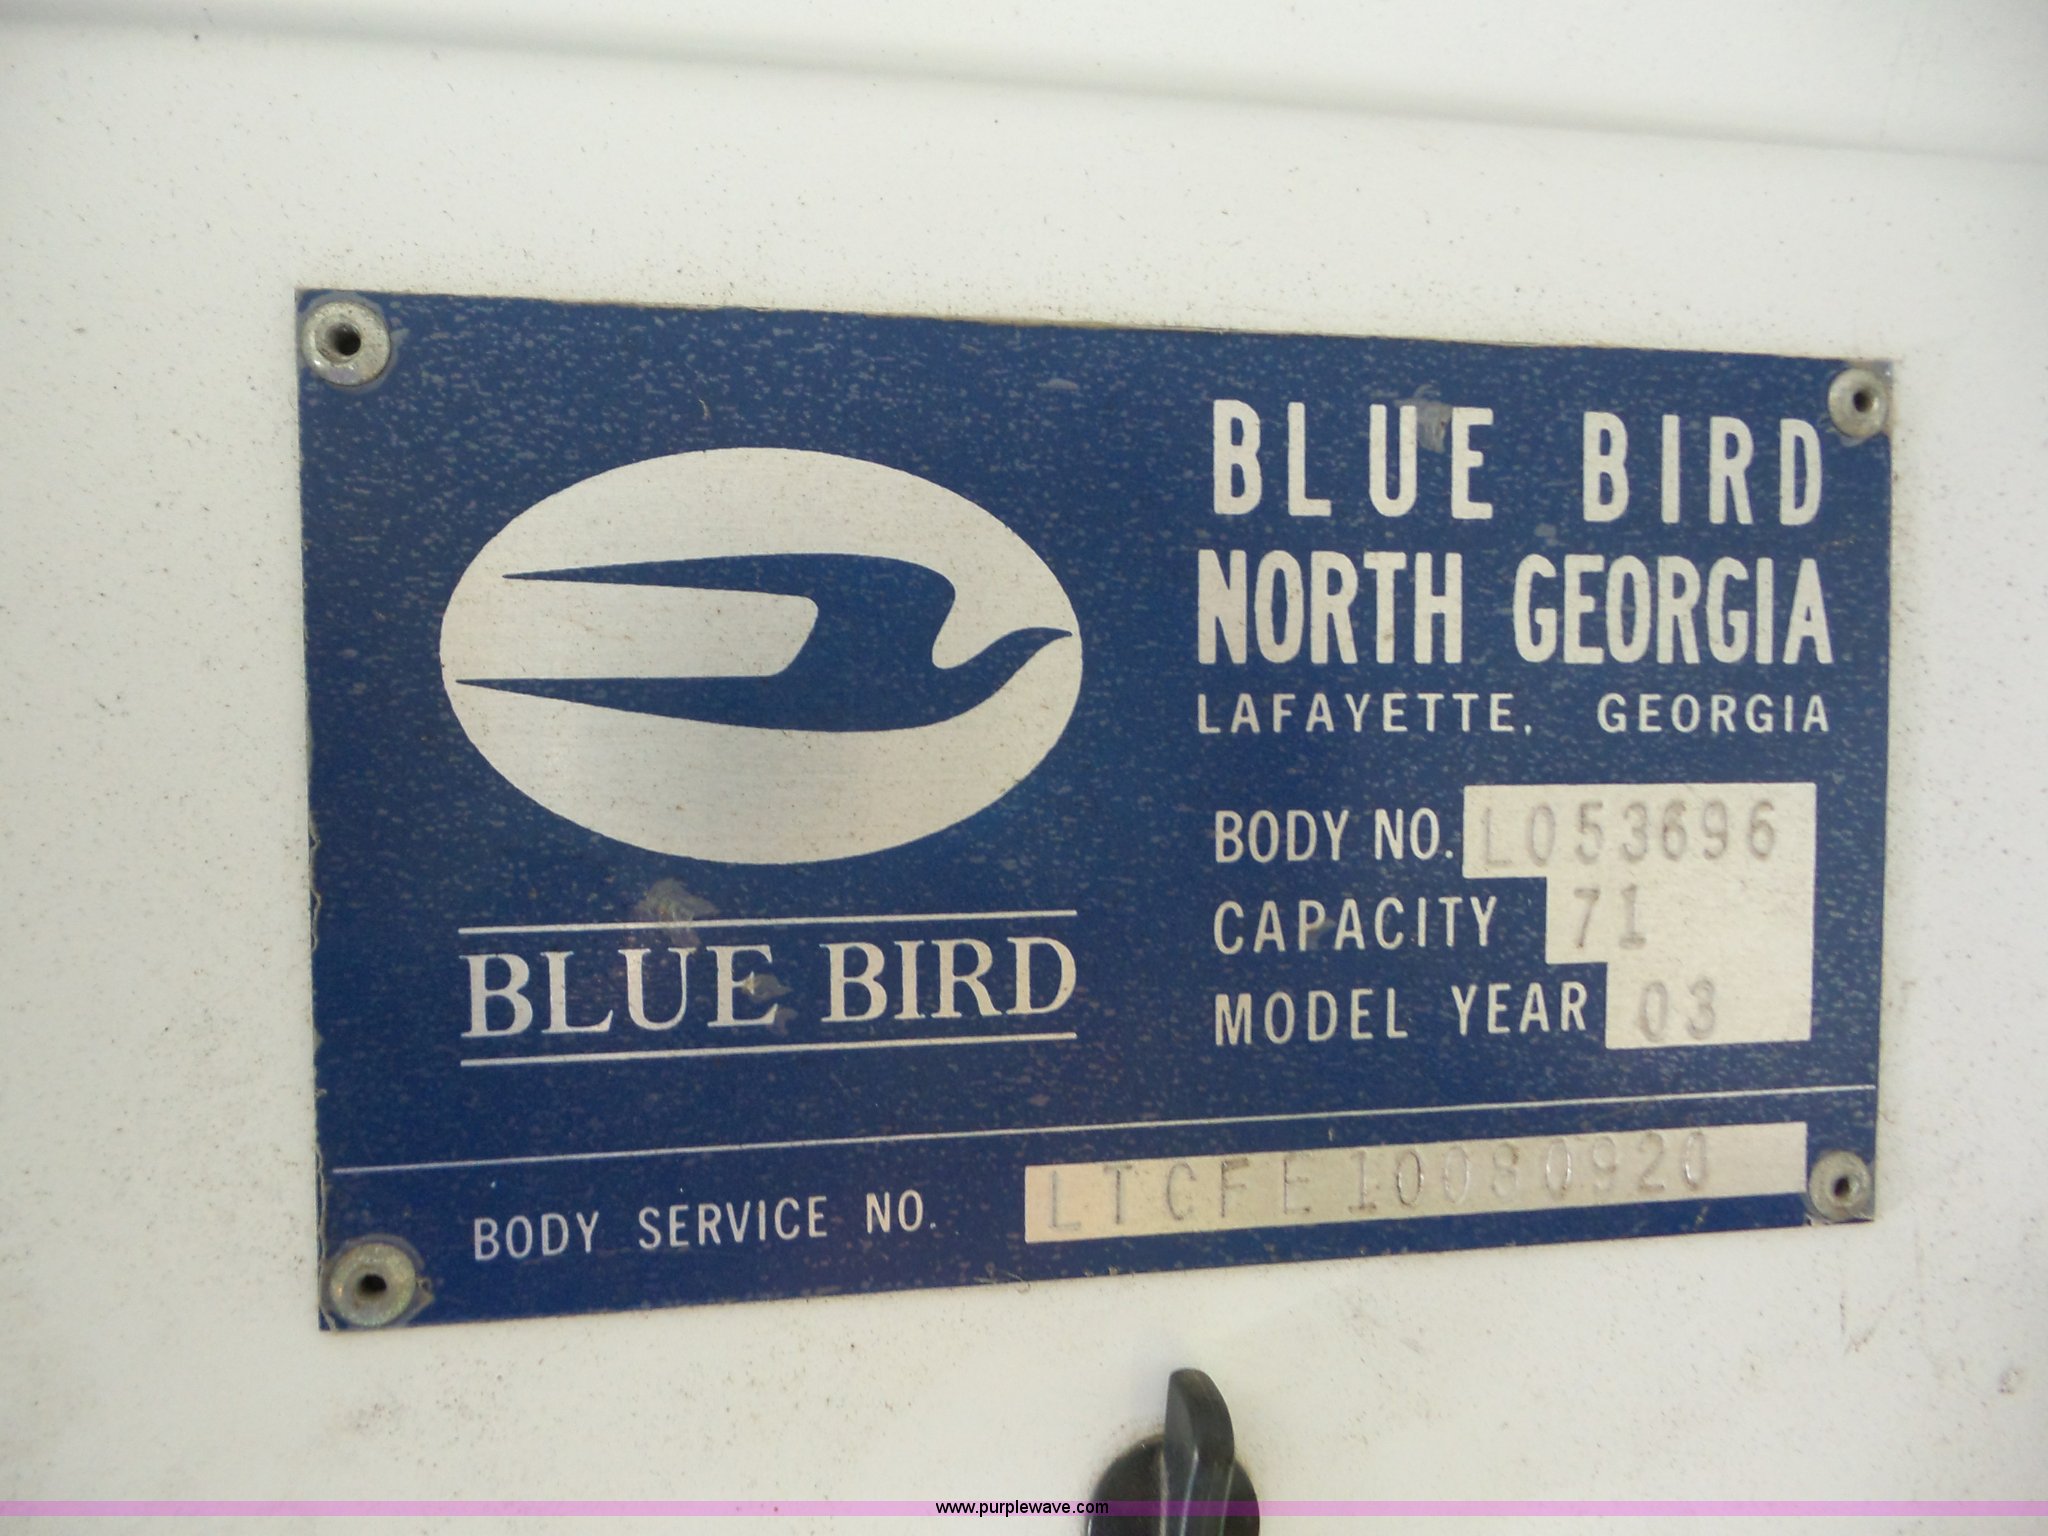 BLUE BIRD
NORTH GEORGIA
LAFAYETTE, GEORGIA
BODY NO. L053696
CAPACITY 71
MODEL YEAR 03
BLUE BIRD
BODY SERVICE NO. LTCFE10080920
www.purplewave.com